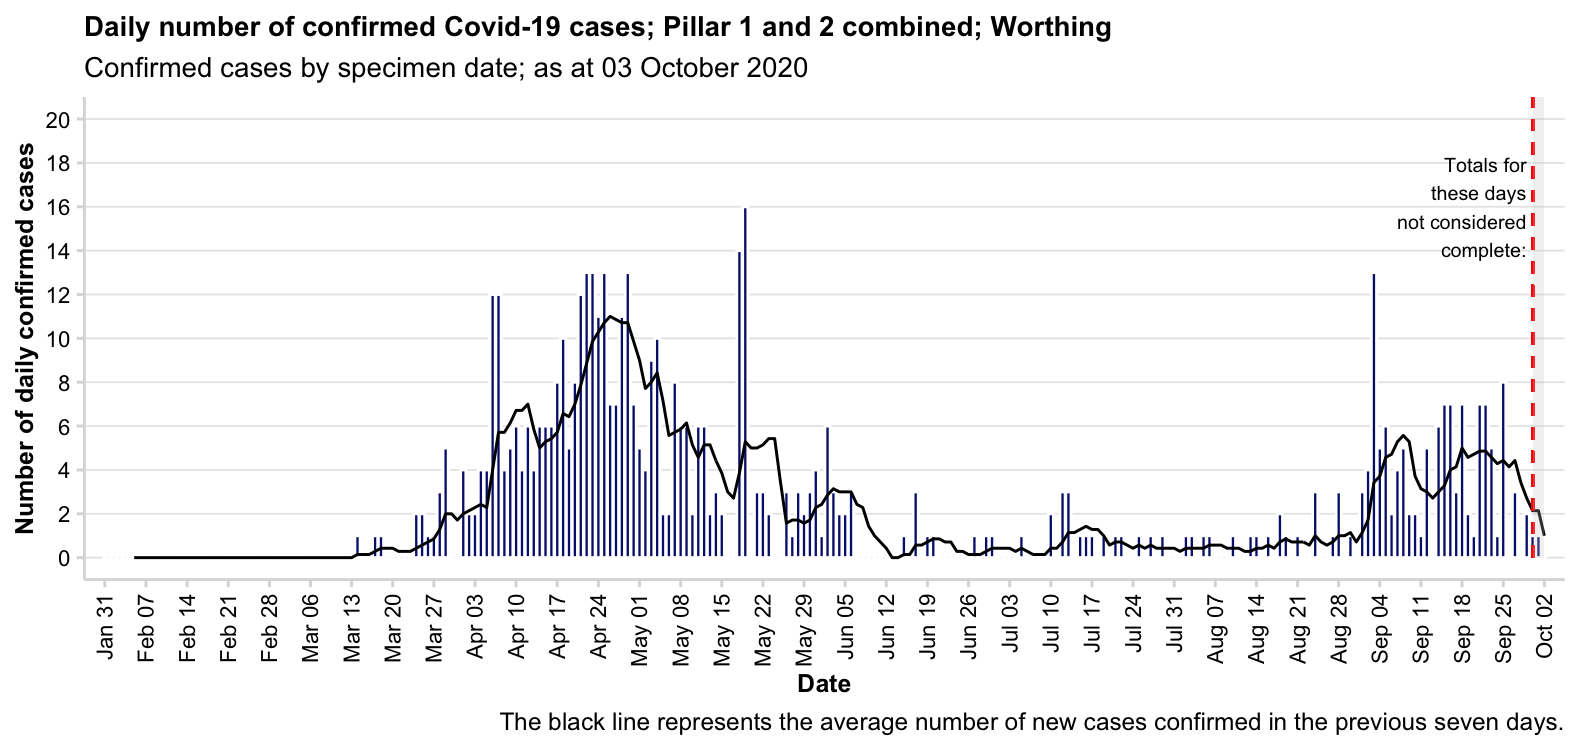 Daily number of confirmed Covid-19 cases; Pillar 1 and 2 combined; Worthing
Confirmed cases by specimen date; as at 03 October 2020
Number of daily confirmed cases
20
18
16
14
12
10
8
6
4
2
0
Totals for
these days
not considered
complete:
Jan 31
Feb 07
Feb 14
Feb 21
Feb 28
Mar 06
Mar 13
Mar 20
Mar 27
Apr 03
Apr 10
Apr 17
Apr 24
May 01
May 08
May 15
May 22
May 29
Jun 05
Jun 12
Jun 19
Jun 26
Jul 03
Jul 10
Jul 17
Jul 24
Jul 31
Aug 07
Aug 14
Aug 21
Aug 28
Sep 04
Sep 11
Sep 18
Sep 25
Oct 02
Date
The black line represents the average number of new cases confirmed in the previous seven days.